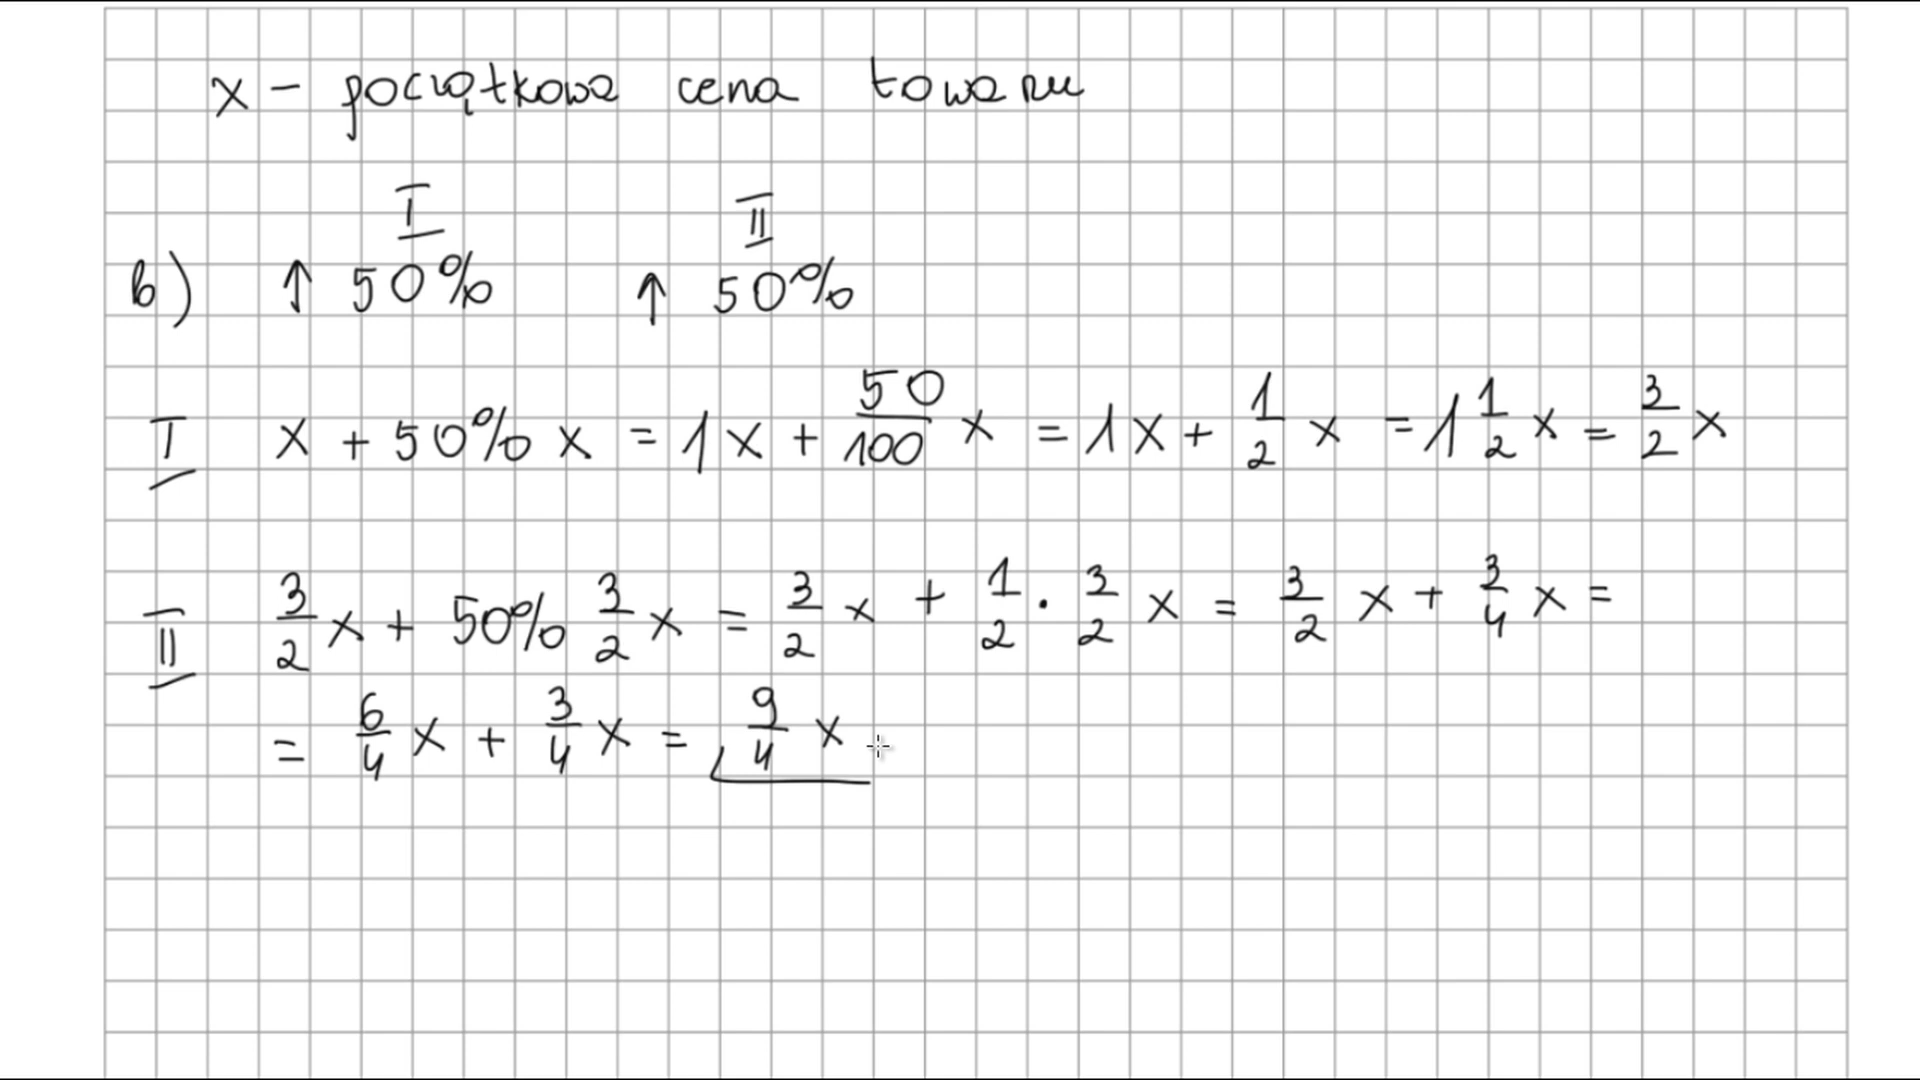 x - początkowa cena towaru
I II
b) ↑ 50% ↑ 50%
I x + 50% x = 1x + 50/100 x = 1x + 1/2 x = 1 1/2 x = 3/2 x
II 3/2 x + 50% 3/2 x = 3/2 x + 1/2 · 3/2 x = 3/2 x + 3/4 x =
= 6/4 x + 3/4 x = 9/4 x